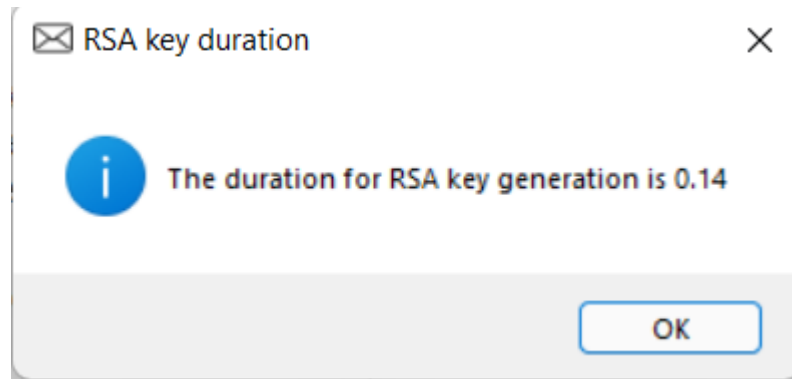 RSA key duration
The duration for RSA key generation is 0.14
OK